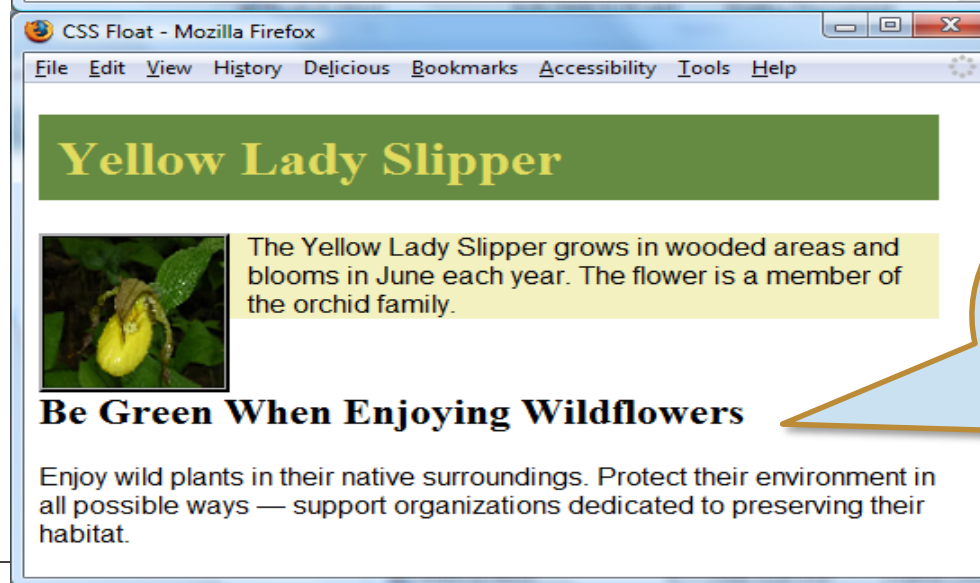 CSS Float - Mozilla Firefox
File Edit View History Delicious Bookmarks Accessibility Tools Help
Yellow Lady Slipper
The Yellow Lady Slipper grows in wooded areas and
blooms in June each year. The flower is a member of
the orchid family.
Be Green When Enjoying Wildflowers
Enjoy wild plants in their native surroundings. Protect their environment in
all possible ways — support organizations dedicated to preserving their
habitat.